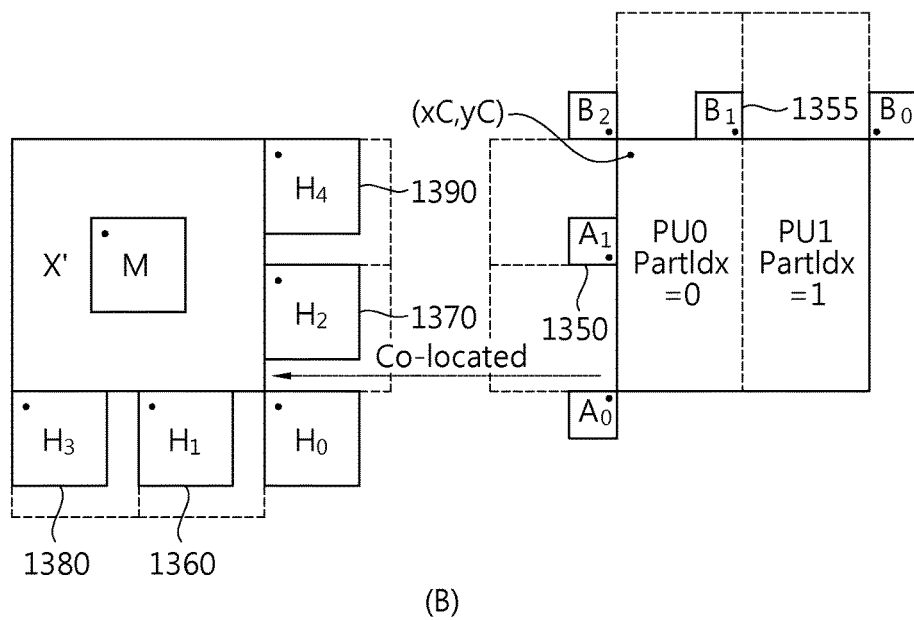 (xC,yC)
B2
B1
1355
B0
H4
1390
X'
M
A1
PU0
PartIdx
=0
PU1
PartIdx
=1
H2
1370
1350
Co-located
A0
H3
H1
H0
1380
1360
(B)